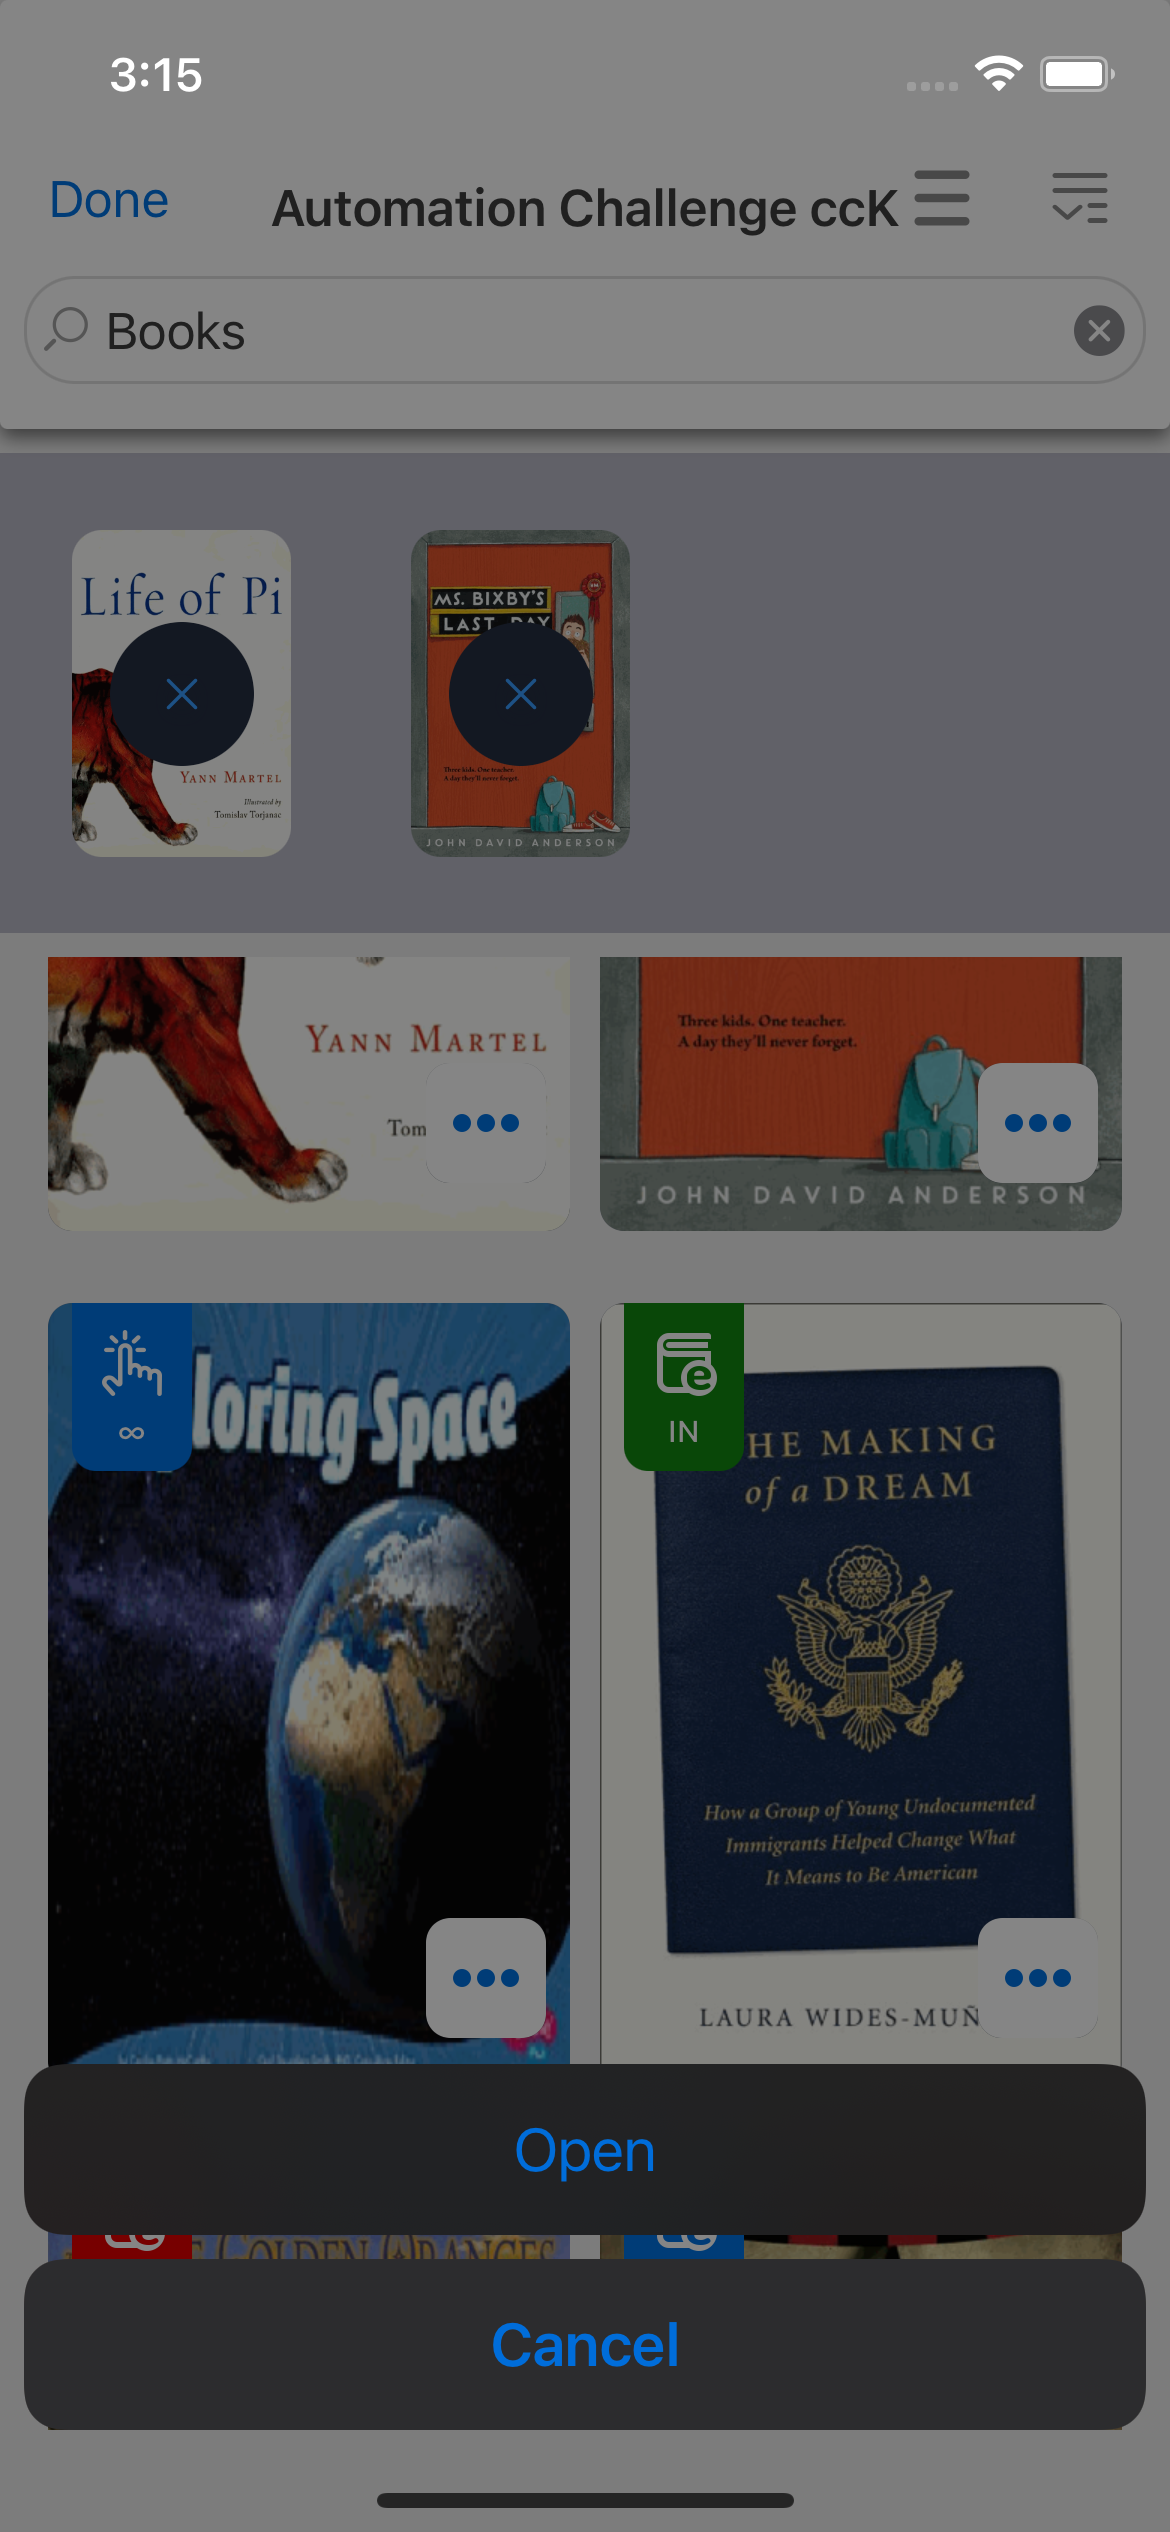 3:15
Done
Automation Challenge ccK
Books
Life of Pi
YANN MARTEL
Illustrated by
Tomislav Torjanac
MS. BIXBY'S
LAST DAY
Three kids. One teacher.
A day they'll never forget.
JOHN DAVID ANDERSON
YANN MARTEL
Tom
Three kids. One teacher.
A day they'll never forget.
JOHN DAVID ANDERSON
∞
loring Space
IN
HE MAKING
of a DREAM
How a Group of Young Undocumented
Immigrants Helped Change What
It Means to Be American
LAURA WIDES-MUÑ
Open
GOLDEN ORANGES
Cancel